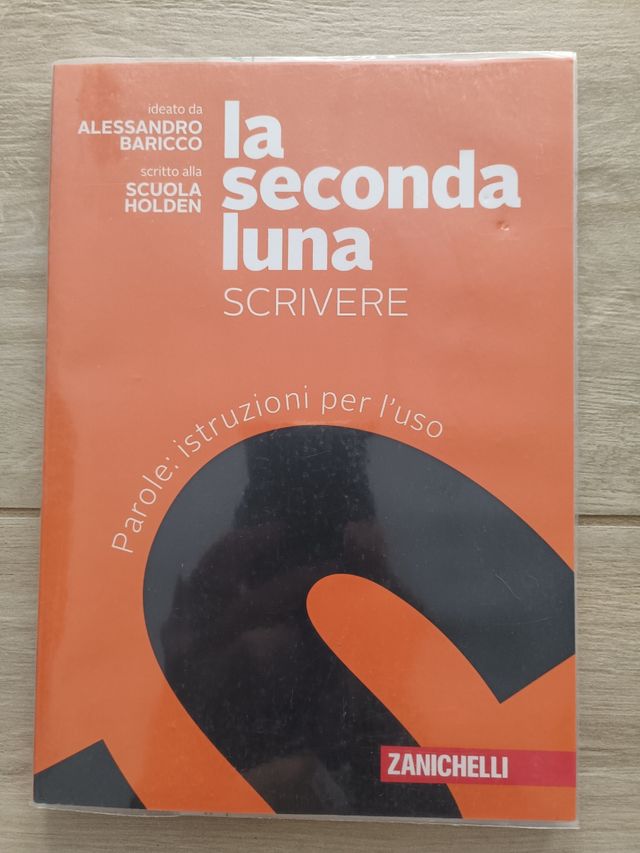 ideato da
ALESSANDRO
BARICCO
scritto alla
SCUOLA
HOLDEN
la
seconda
luna
SCRIVERE
Parole: istruzioni per l'uso
ZANICHELLI